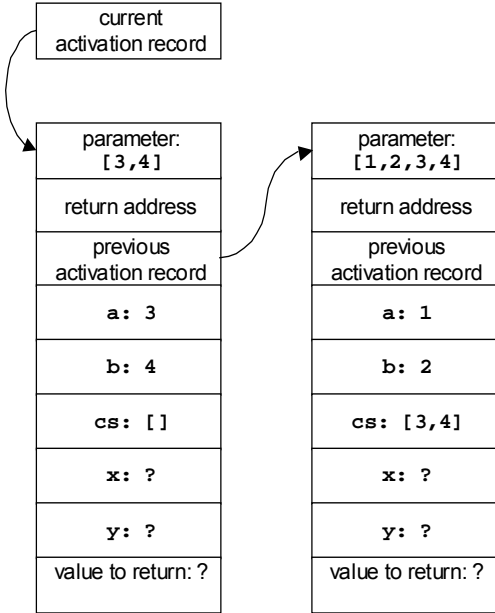 current
activation record
parameter:
[3,4]
return address
previous
activation record
a: 3
b: 4
cs: []
x: ?
y: ?
value to return: ?
parameter:
[1,2,3,4]
return address
previous
activation record
a: 1
b: 2
cs: [3,4]
x: ?
y: ?
value to return: ?